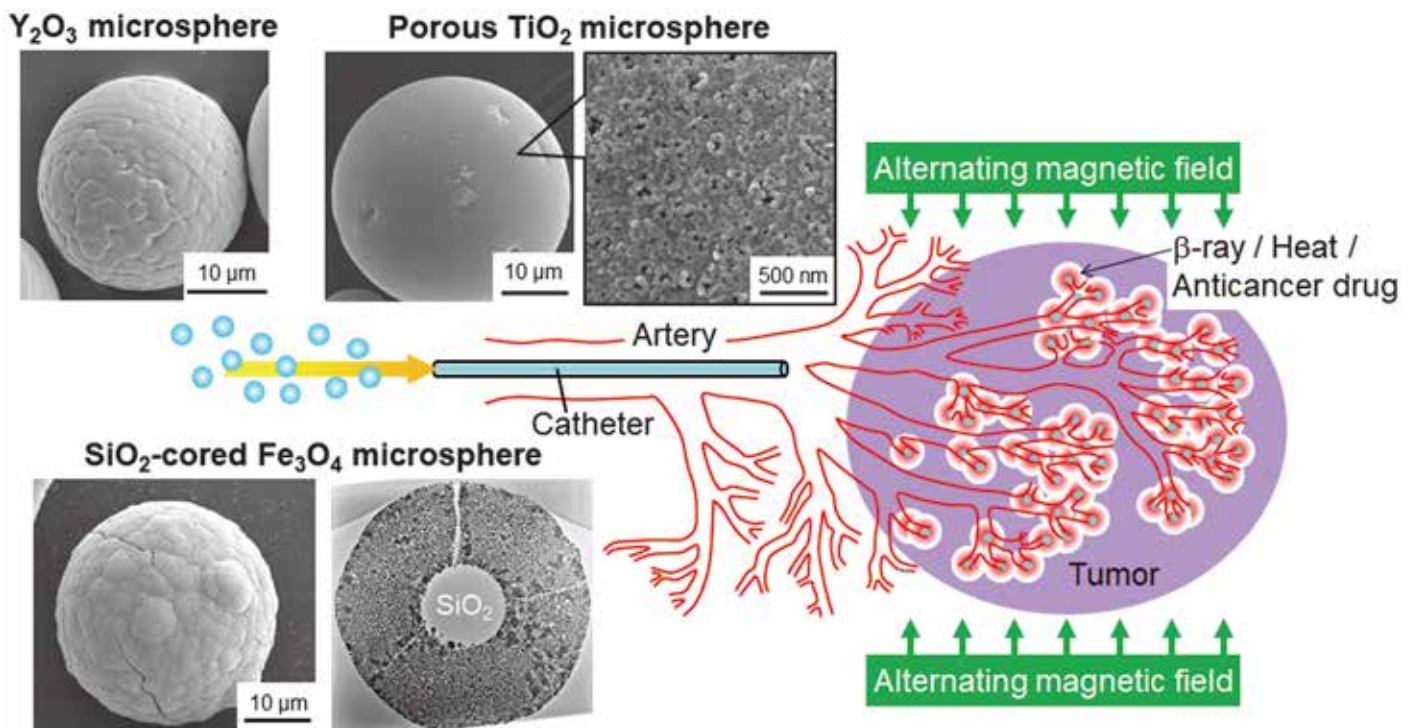 Y₂O₃ microsphere
Porous TiO₂ microsphere
10 µm
10 µm
500 nm
Alternating magnetic field
β-ray / Heat /
Anticancer drug
Artery
Catheter
SiO₂-cored Fe₃O₄ microsphere
SiO₂
10 µm
Tumor
Alternating magnetic field